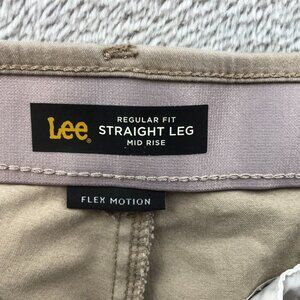 Lee®
REGULAR FIT
STRAIGHT LEG
MID RISE
FLEX MOTION